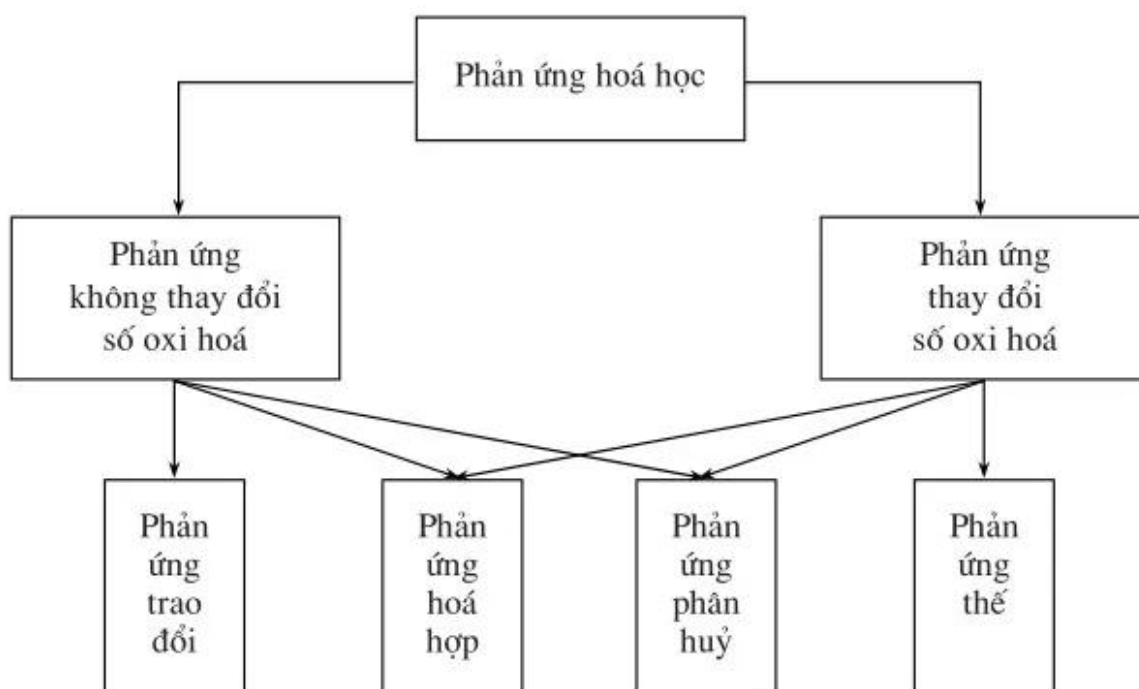 Phản ứng hoá học
Phản ứng
không thay đổi
số oxi hoá
Phản ứng
thay đổi
số oxi hoá
Phản
ứng
trao
đổi
Phản
ứng
hoá
hợp
Phản
ứng
phân
huỷ
Phản
ứng
thế